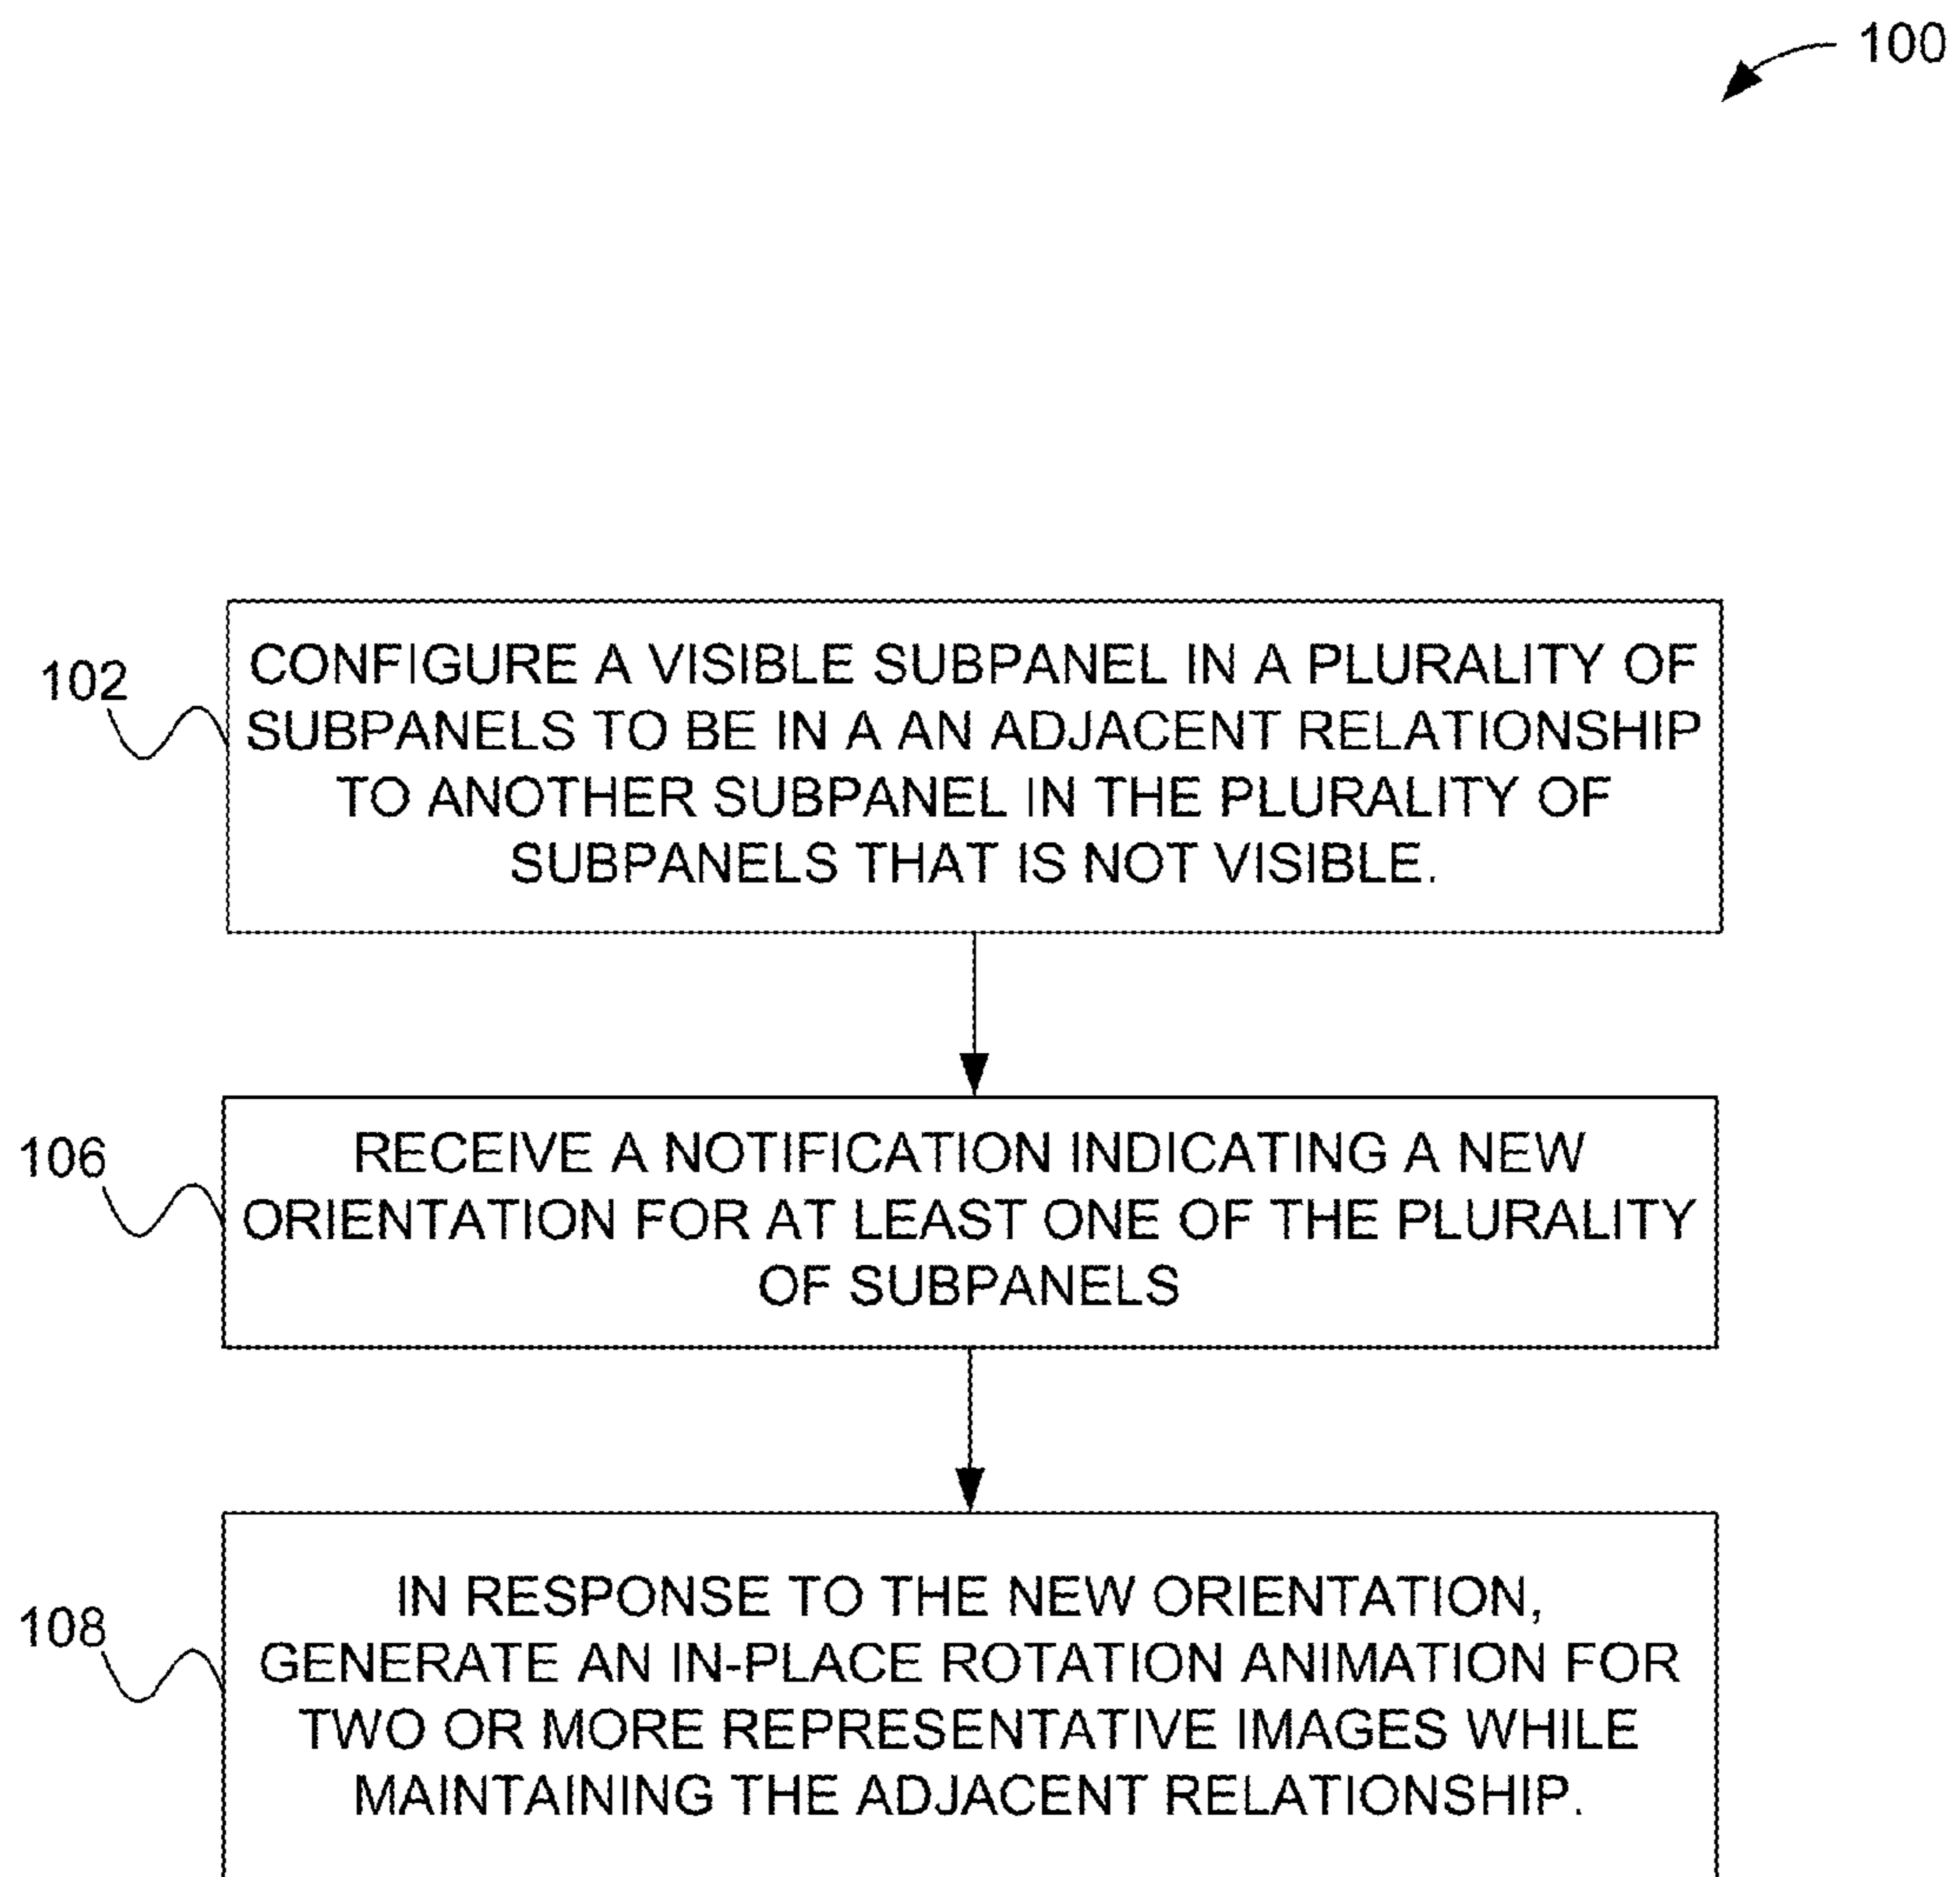 100
102
CONFIGURE A VISIBLE SUBPANEL IN A PLURALITY OF
SUBPANELS TO BE IN A AN ADJACENT RELATIONSHIP
TO ANOTHER SUBPANEL IN THE PLURALITY OF
SUBPANELS THAT IS NOT VISIBLE.
106
RECEIVE A NOTIFICATION INDICATING A NEW
ORIENTATION FOR AT LEAST ONE OF THE PLURALITY
OF SUBPANELS
108
IN RESPONSE TO THE NEW ORIENTATION,
GENERATE AN IN-PLACE ROTATION ANIMATION FOR
TWO OR MORE REPRESENTATIVE IMAGES WHILE
MAINTAINING THE ADJACENT RELATIONSHIP.